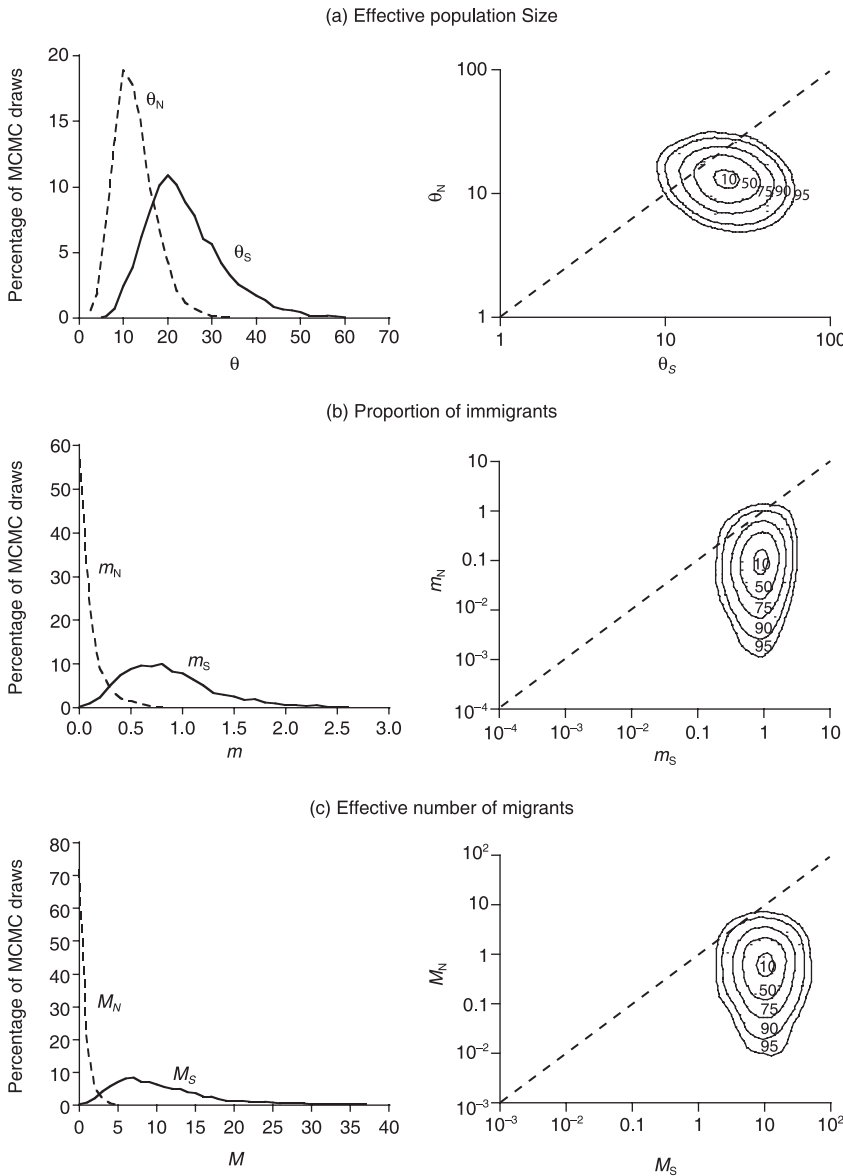 (a) Effective population Size
Percentage of MCMC draws
20
15
10
5
0
0 10 20 30 40 50 60 70
θ
θN
θS
θN
100
10
1
1 10 100
θS
10 50 75 90 95
(b) Proportion of immigrants
Percentage of MCMC draws
60
50
40
30
20
10
0
0.0 0.5 1.0 1.5 2.0 2.5 3.0
m
mN
mS
mN
10
1
0.1
10–2
10–3
10–4
10–4 10–3 10–2 0.1 1 10
mS
10
50
75
90
95
(c) Effective number of migrants
Percentage of MCMC draws
80
70
60
50
40
30
20
10
0
0 5 10 15 20 25 30 35 40
M
MN
MS
MN
102
10
1
0.1
10–2
10–3
10–3 10–2 0.1 1 10 102
MS
10
50
75
90
95